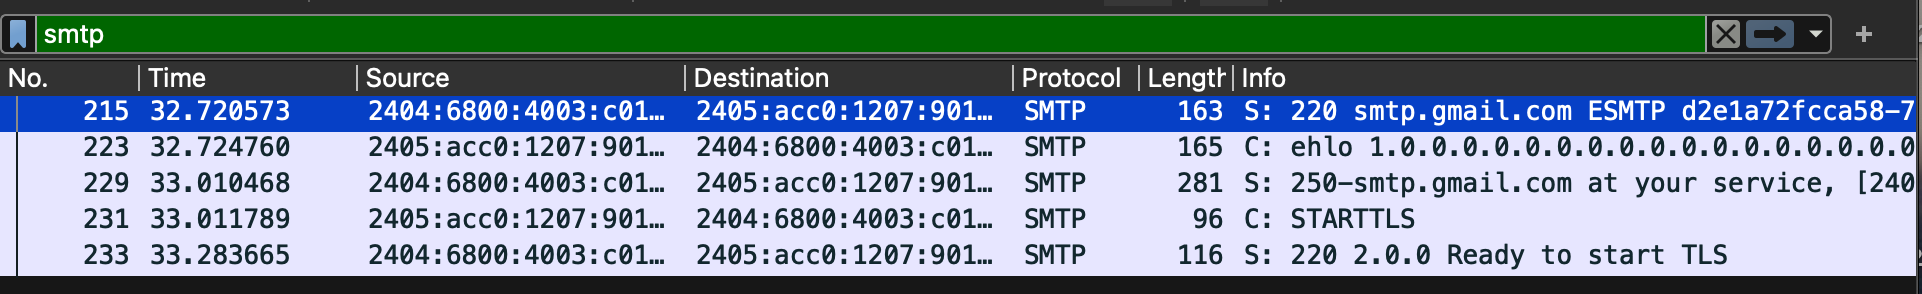 smtp
No. Time Source Destination Protocol Length Info
215 32.720573 2404:6800:4003:c01… 2405:acc0:1207:901… SMTP 163 S: 220 smtp.gmail.com ESMTP d2e1a72fcca58-7
223 32.724760 2405:acc0:1207:901… 2404:6800:4003:c01… SMTP 165 C: ehlo 1.0.0.0.0.0.0.0.0.0.0.0.0.0.0.0.0.0
229 33.010468 2404:6800:4003:c01… 2405:acc0:1207:901… SMTP 281 S: 250-smtp.gmail.com at your service, [240
231 33.011789 2405:acc0:1207:901… 2404:6800:4003:c01… SMTP 96 C: STARTTLS
233 33.283665 2404:6800:4003:c01… 2405:acc0:1207:901… SMTP 116 S: 220 2.0.0 Ready to start TLS